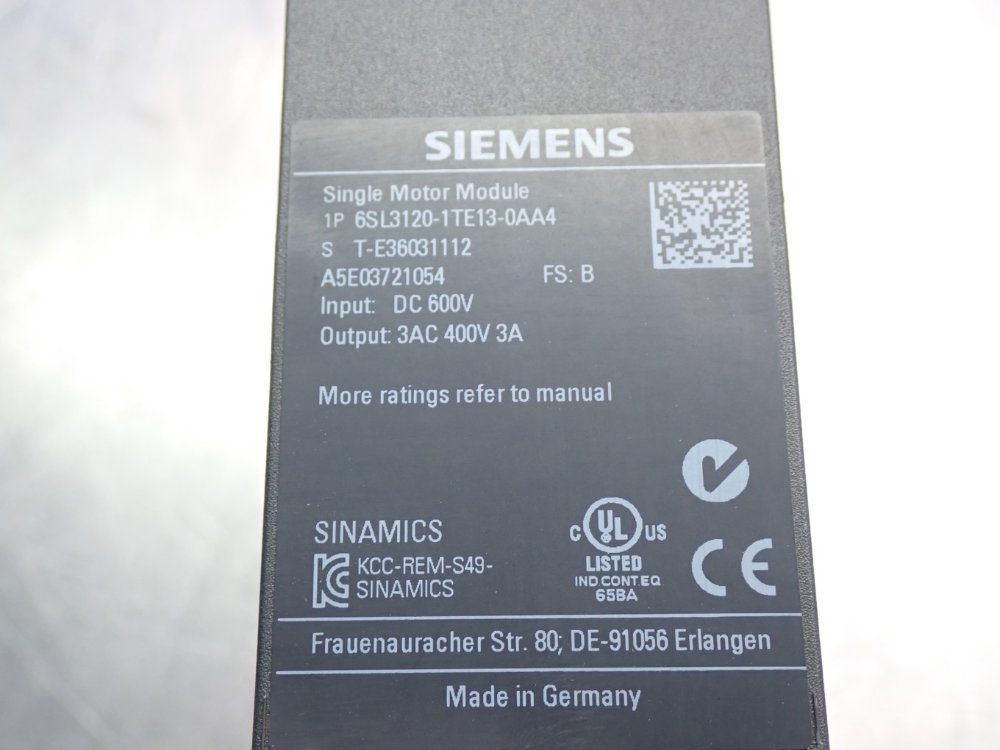 SIEMENS
Single Motor Module
1P 6SL3120-1TE13-0AA4
S T-E36031112
A5E03721054 FS: B
Input: DC 600V
Output: 3AC 400V 3A
More ratings refer to manual
SINAMICS
KCC-REM-S49-
SINAMICS
C UL US
LISTED
IND CONT EQ
65BA
CE
Frauenauracher Str. 80; DE-91056 Erlangen
Made in Germany